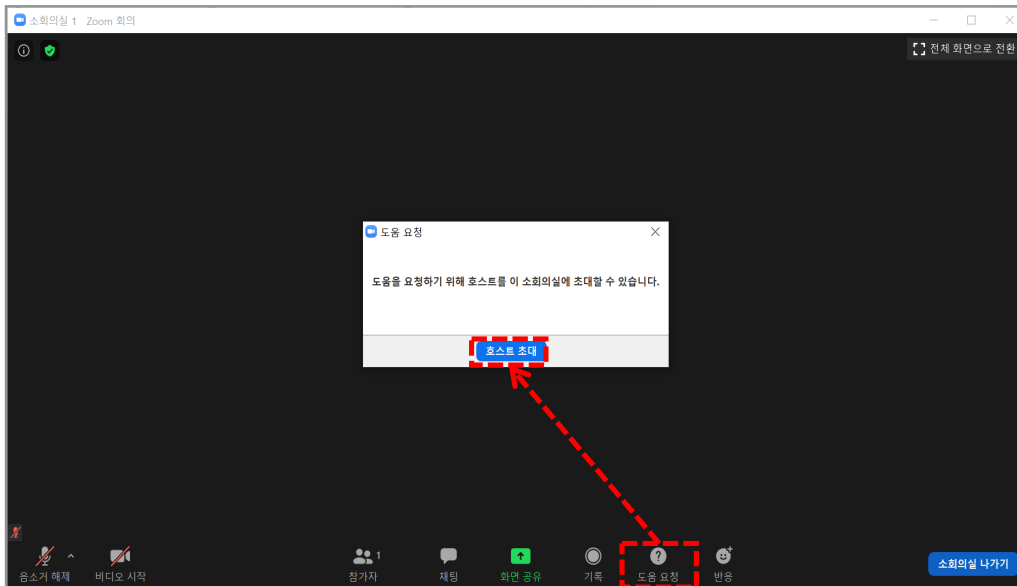 소회의실 1 Zoom 회의
전체 화면으로 전환
도움 요청
도움을 요청하기 위해 호스트를 이 소회의실에 초대할 수 있습니다.
호스트 초대
음소거 해제
비디오 시작
1
참가자
채팅
화면 공유
기록
도움 요청
반응
소회의실 나가기